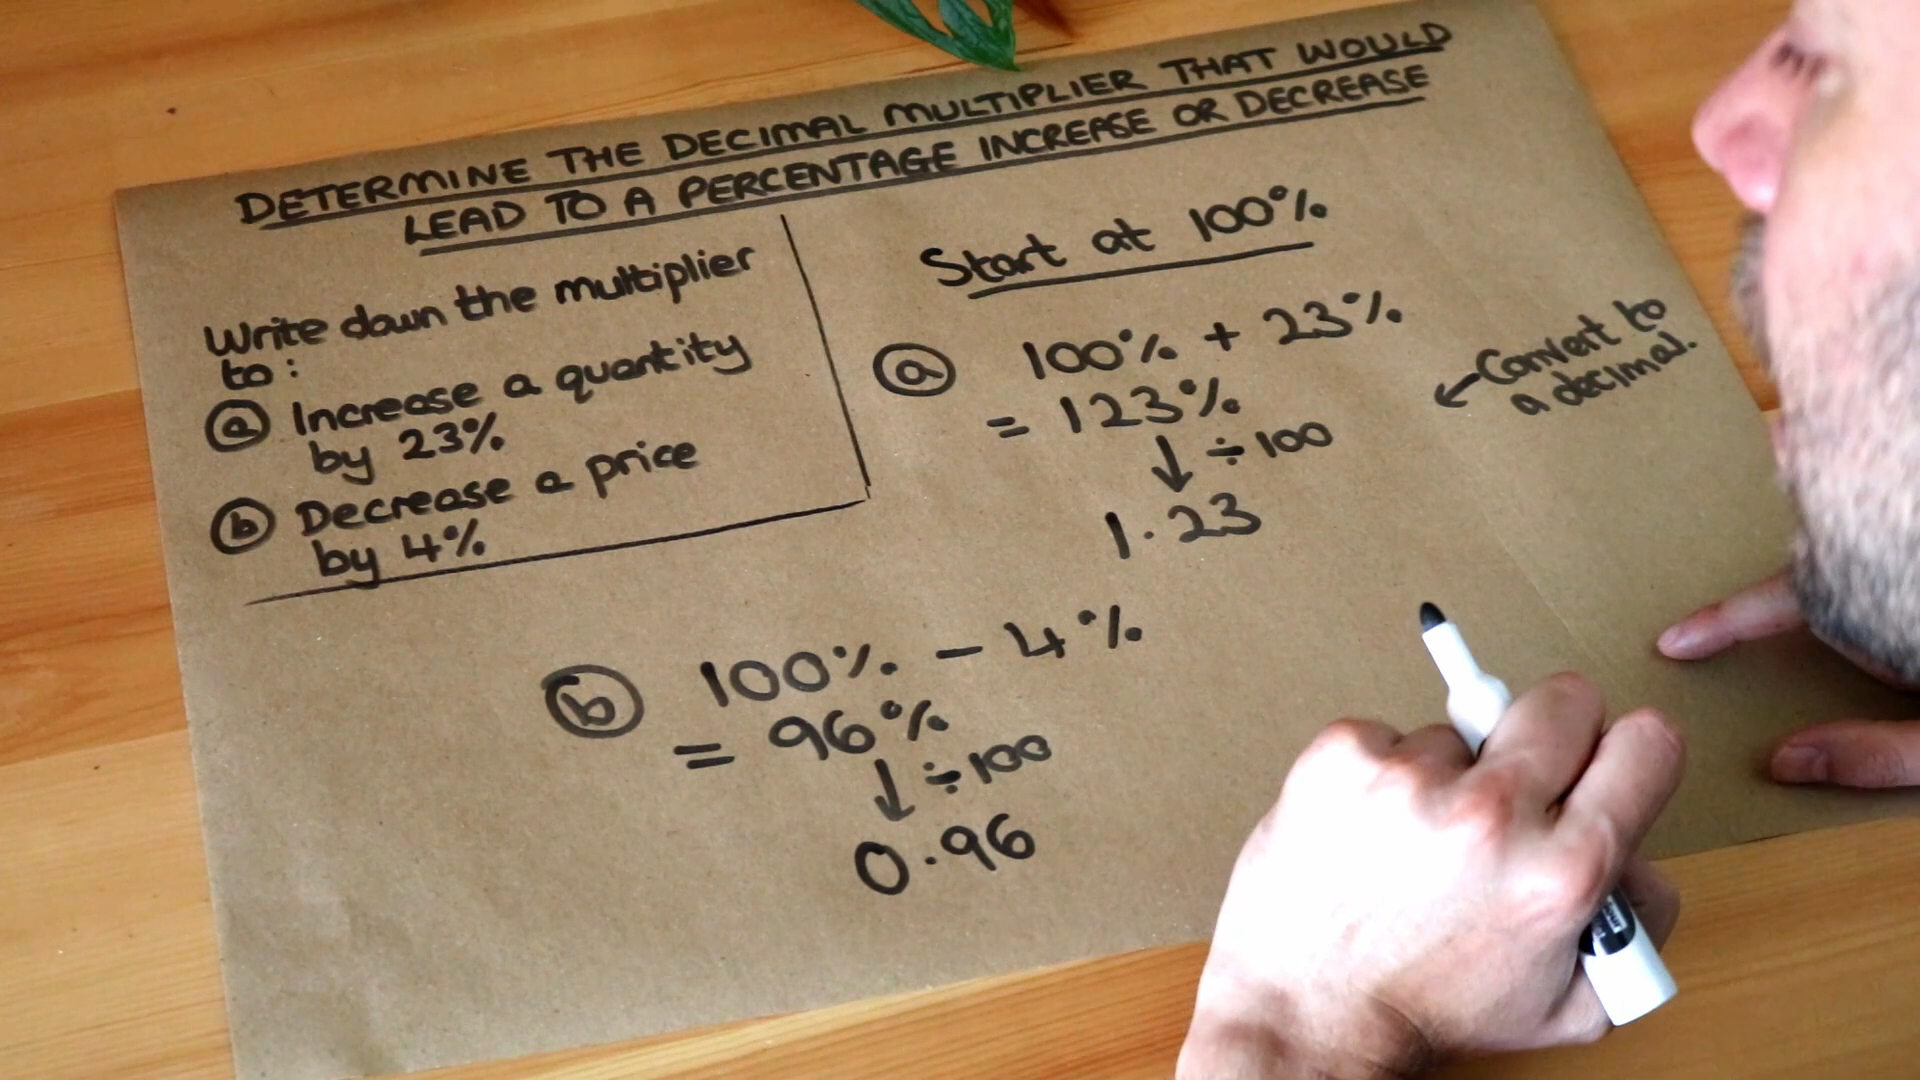 DETERMINE THE DECIMAL MULTIPLIER THAT WOULD
LEAD TO A PERCENTAGE INCREASE OR DECREASE
Write down the multiplier
to:
(a) Increase a quantity
by 23%
(b) Decrease a price
by 4%
Start at 100%
(a) 100% + 23%
= 123%
↓ ÷100
1.23
← Convert to
a decimal.
(b) 100% - 4%
= 96%
↓ ÷100
0.96